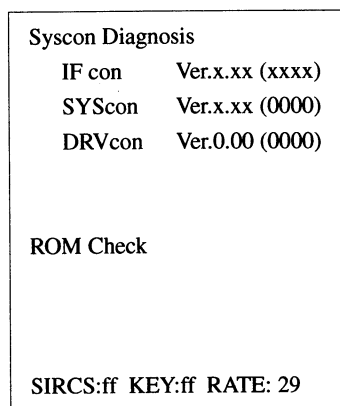 Syscon Diagnosis
IF con Ver.x.xx (xxxx)
SYScon Ver.x.xx (0000)
DRVcon Ver.0.00 (0000)
ROM Check
SIRCS:ff KEY:ff RATE: 29